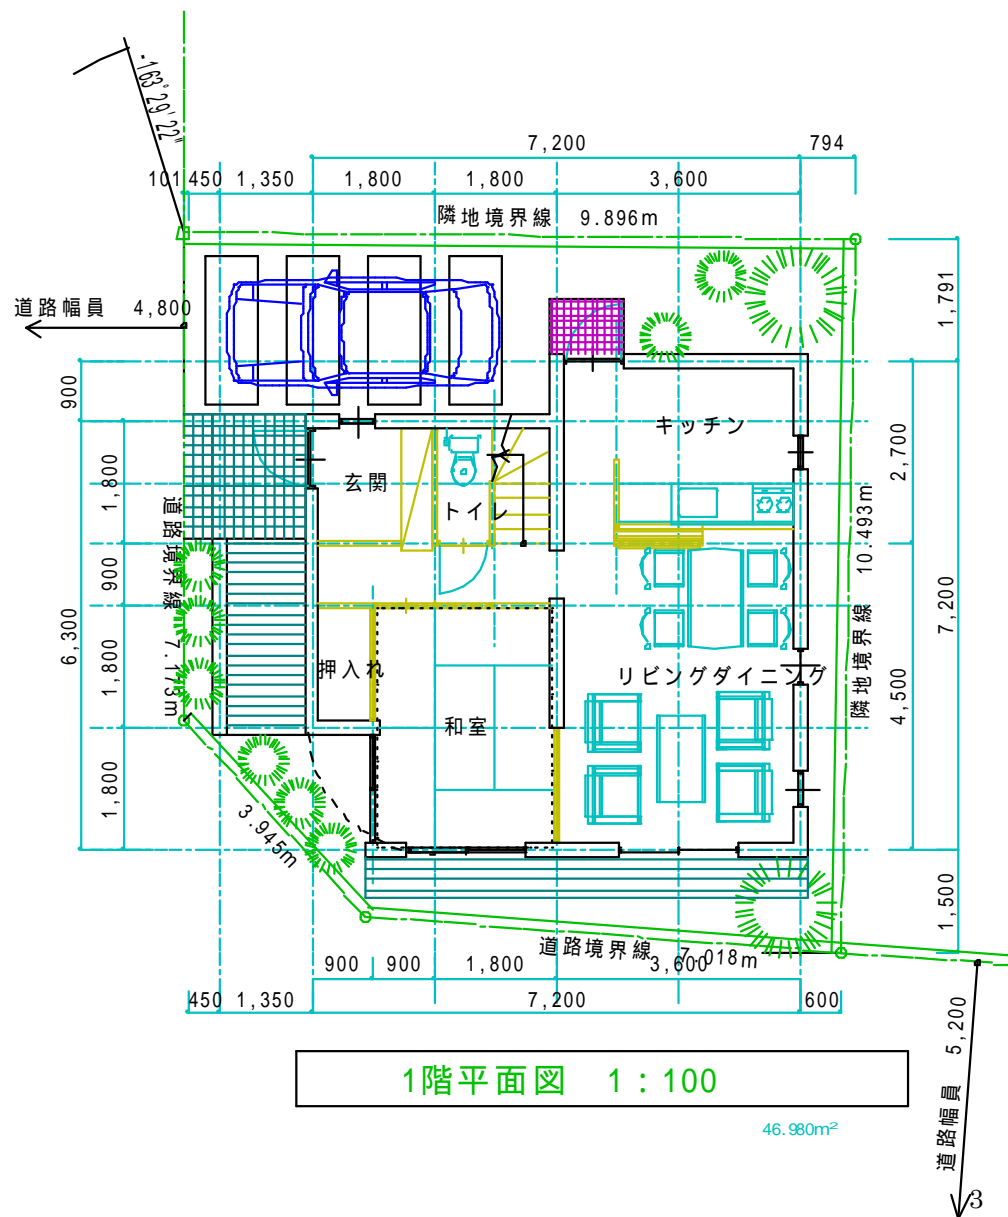 -163°29'22"
7,200
794
101
450
1,350
1,800
1,800
3,600
隣地境界線 9.896m
道路幅員 4,800
1,791
900
キッチン
2,700
玄関
1,800
トイレ
道路境界線 7.173m
10.493m
隣地境界線
900
6,300
7,200
1,800
押入れ
リビングダイニング
4,500
和室
1,800
3.945m
1,500
道路境界線 7.018m
900
900
1,800
3,600
450
1,350
7,200
600
道路幅員 5,200
1階平面図 1:100
46.980m²
3